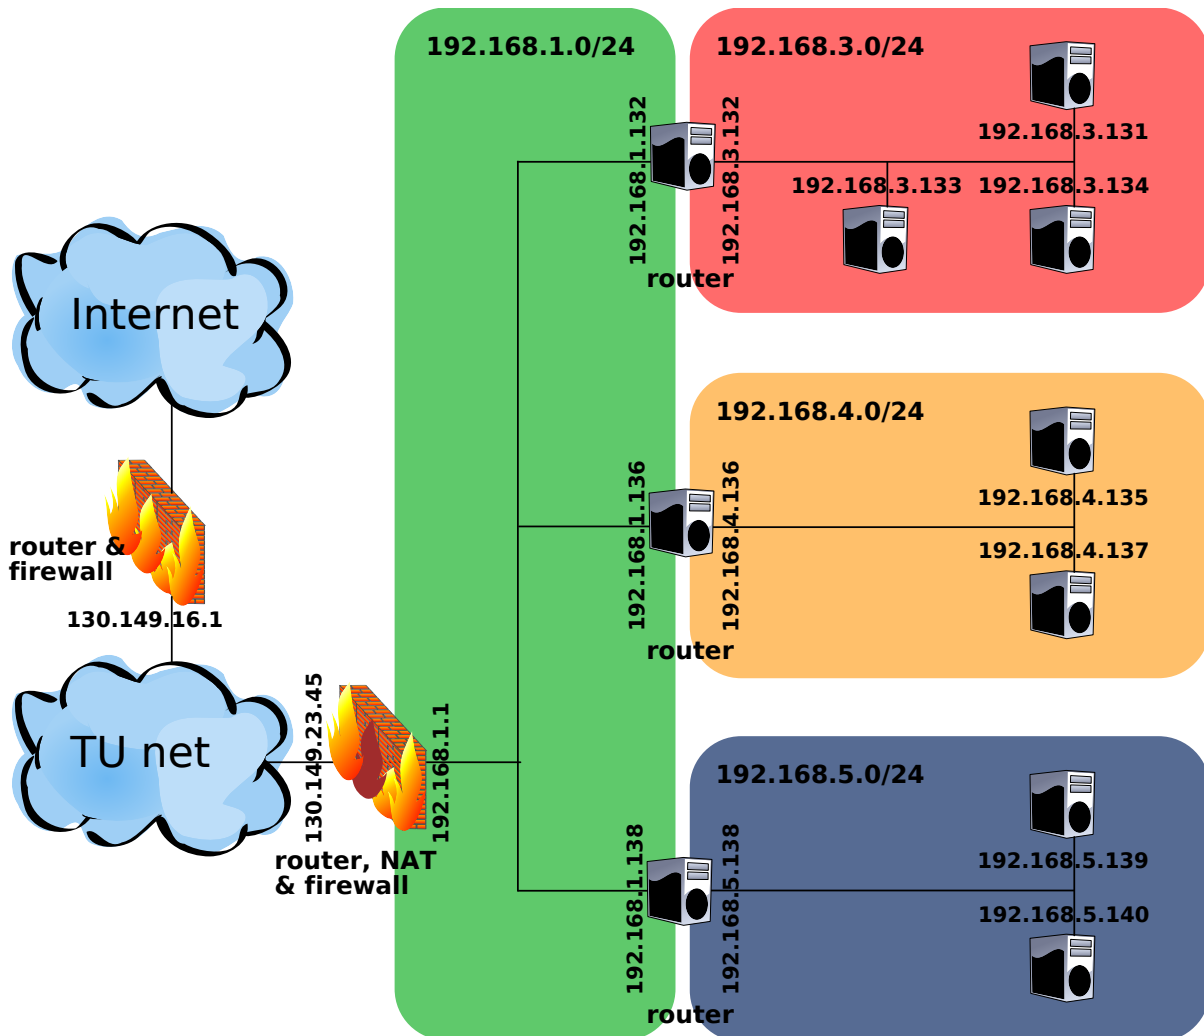 192.168.1.0/24
192.168.3.0/24
192.168.1.132
192.168.3.132
192.168.3.131
192.168.3.133
192.168.3.134
router
Internet
router &
firewall
130.149.16.1
TU net
130.149.23.45
192.168.1.1
router, NAT
& firewall
192.168.4.0/24
192.168.1.136
192.168.4.136
192.168.4.135
192.168.4.137
router
192.168.5.0/24
192.168.1.138
192.168.5.138
192.168.5.139
192.168.5.140
router